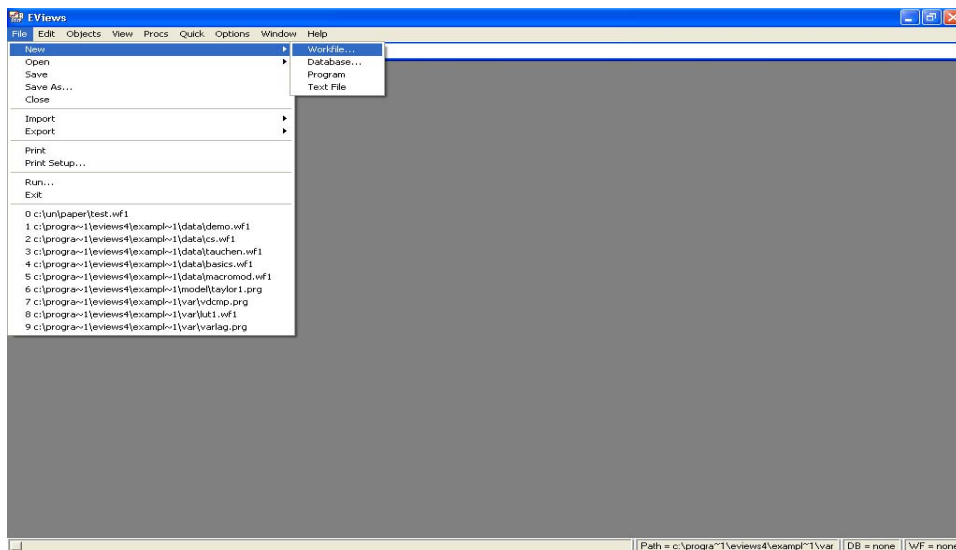 EViews
File Edit Objects View Procs Quick Options Window Help
New
Open
Save
Save As...
Close
Import
Export
Print
Print Setup...
Run...
Exit
0 c:\un\paper\test.wf1
1 c:\progra~1\eviews4\exampl~1\data\demo.wf1
2 c:\progra~1\eviews4\exampl~1\data\cs.wf1
3 c:\progra~1\eviews4\exampl~1\data\tauchen.wf1
4 c:\progra~1\eviews4\exampl~1\data\basics.wf1
5 c:\progra~1\eviews4\exampl~1\data\macromod.wf1
6 c:\progra~1\eviews4\exampl~1\model\taylor1.prg
7 c:\progra~1\eviews4\exampl~1\var\vdcmp.prg
8 c:\progra~1\eviews4\exampl~1\var\lut1.wf1
9 c:\progra~1\eviews4\exampl~1\var\varlag.prg
Workfile...
Database...
Program
Text File
Path = c:\progra~1\eviews4\exampl~1\var DB = none WF = none